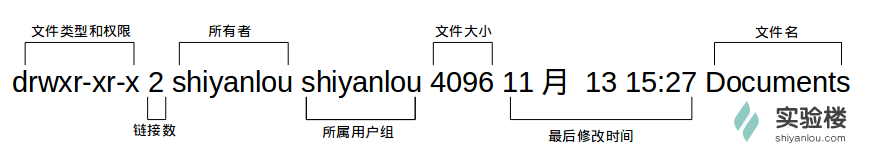 文件类型和权限 所有者 文件大小 文件名
drwxr-xr-x 2 shiyanlou shiyanlou 4096 11 月 13 15:27 Documents
链接数 所属用户组 最后修改时间
实验楼
shiyanlou.com